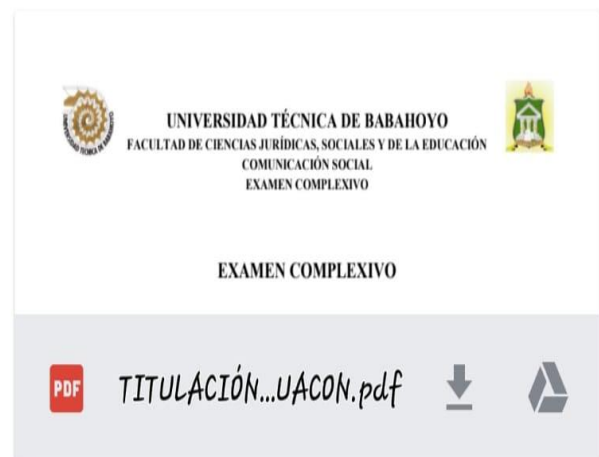 UNIVERSIDAD TÉCNICA DE BABAHOYO
FACULTAD DE CIENCIAS JURÍDICAS, SOCIALES Y DE LA EDUCACIÓN
COMUNICACIÓN SOCIAL
EXAMEN COMPLEXIVO
EXAMEN COMPLEXIVO
PDF TITULACIÓN...UACON.pdf